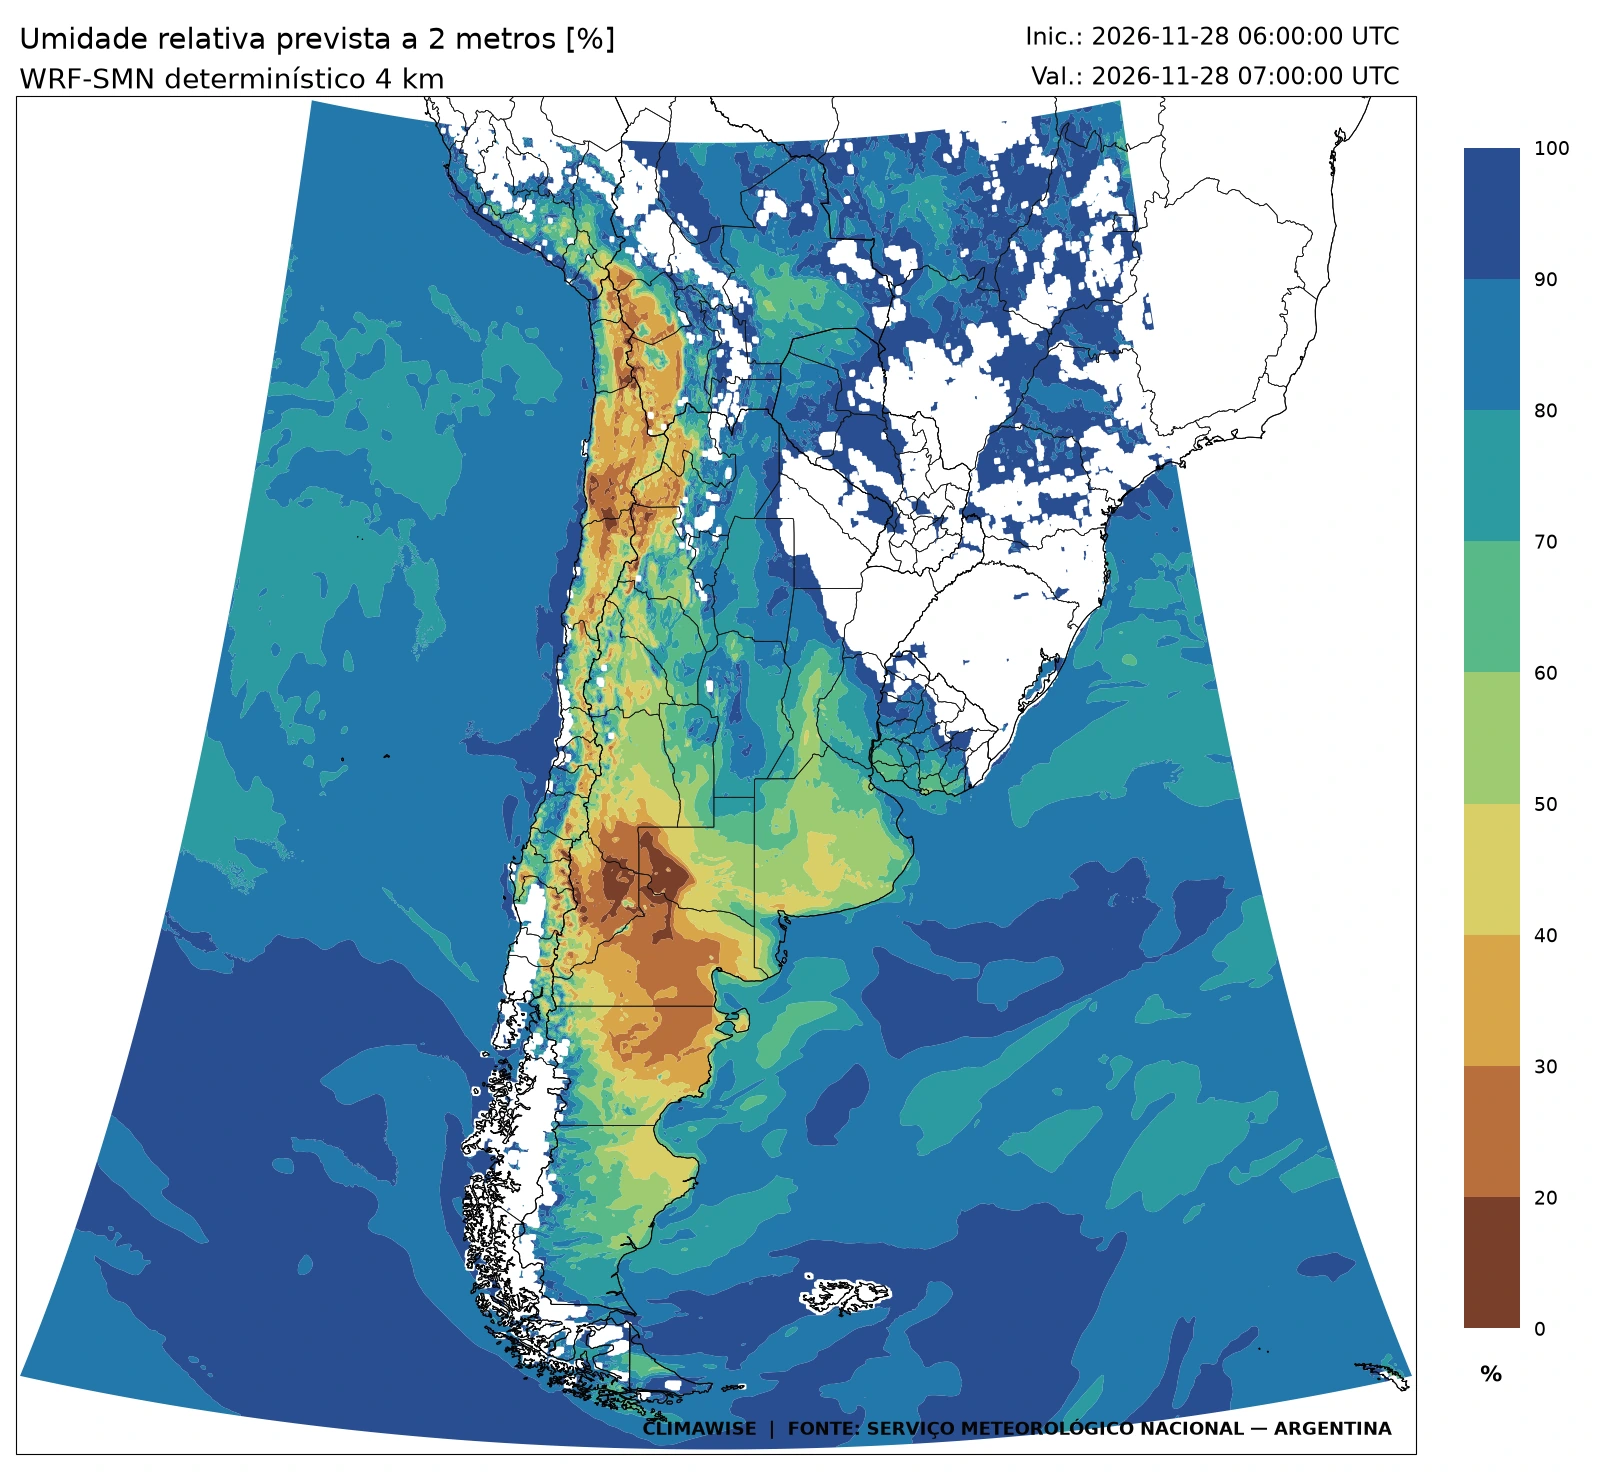 Umidade relativa prevista a 2 metros [%]
WRF-SMN determinístico 4 km
Inic.: 2026-11-28 06:00:00 UTC
Val.: 2026-11-28 07:00:00 UTC
100
90
80
70
60
50
40
30
20
0
%
CLIMAWISE | FONTE: SERVIÇO METEOROLÓGICO NACIONAL — ARGENTINA